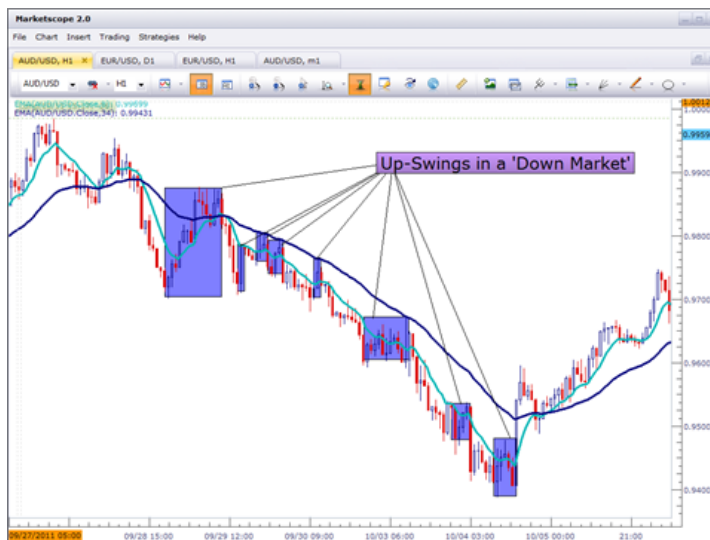 Marketscope 2.0
File Chart Insert Trading Strategies Help
AUD/USD, H1 EUR/USD, D1 EUR/USD, H1 AUD/USD, m1
AUD/USD H1
EMA(AUD/USD.Close,34): 0.99431
1.0012
0.9959
Up-Swings in a 'Down Market'
0.9900
0.9800
0.9700
0.9600
0.9500
0.9400
09/27/2011 05:00 09/28 15:00 09/29 12:00 09/30 09:00 10/03 06:00 10/04 03:00 10/05 00:00 21:00